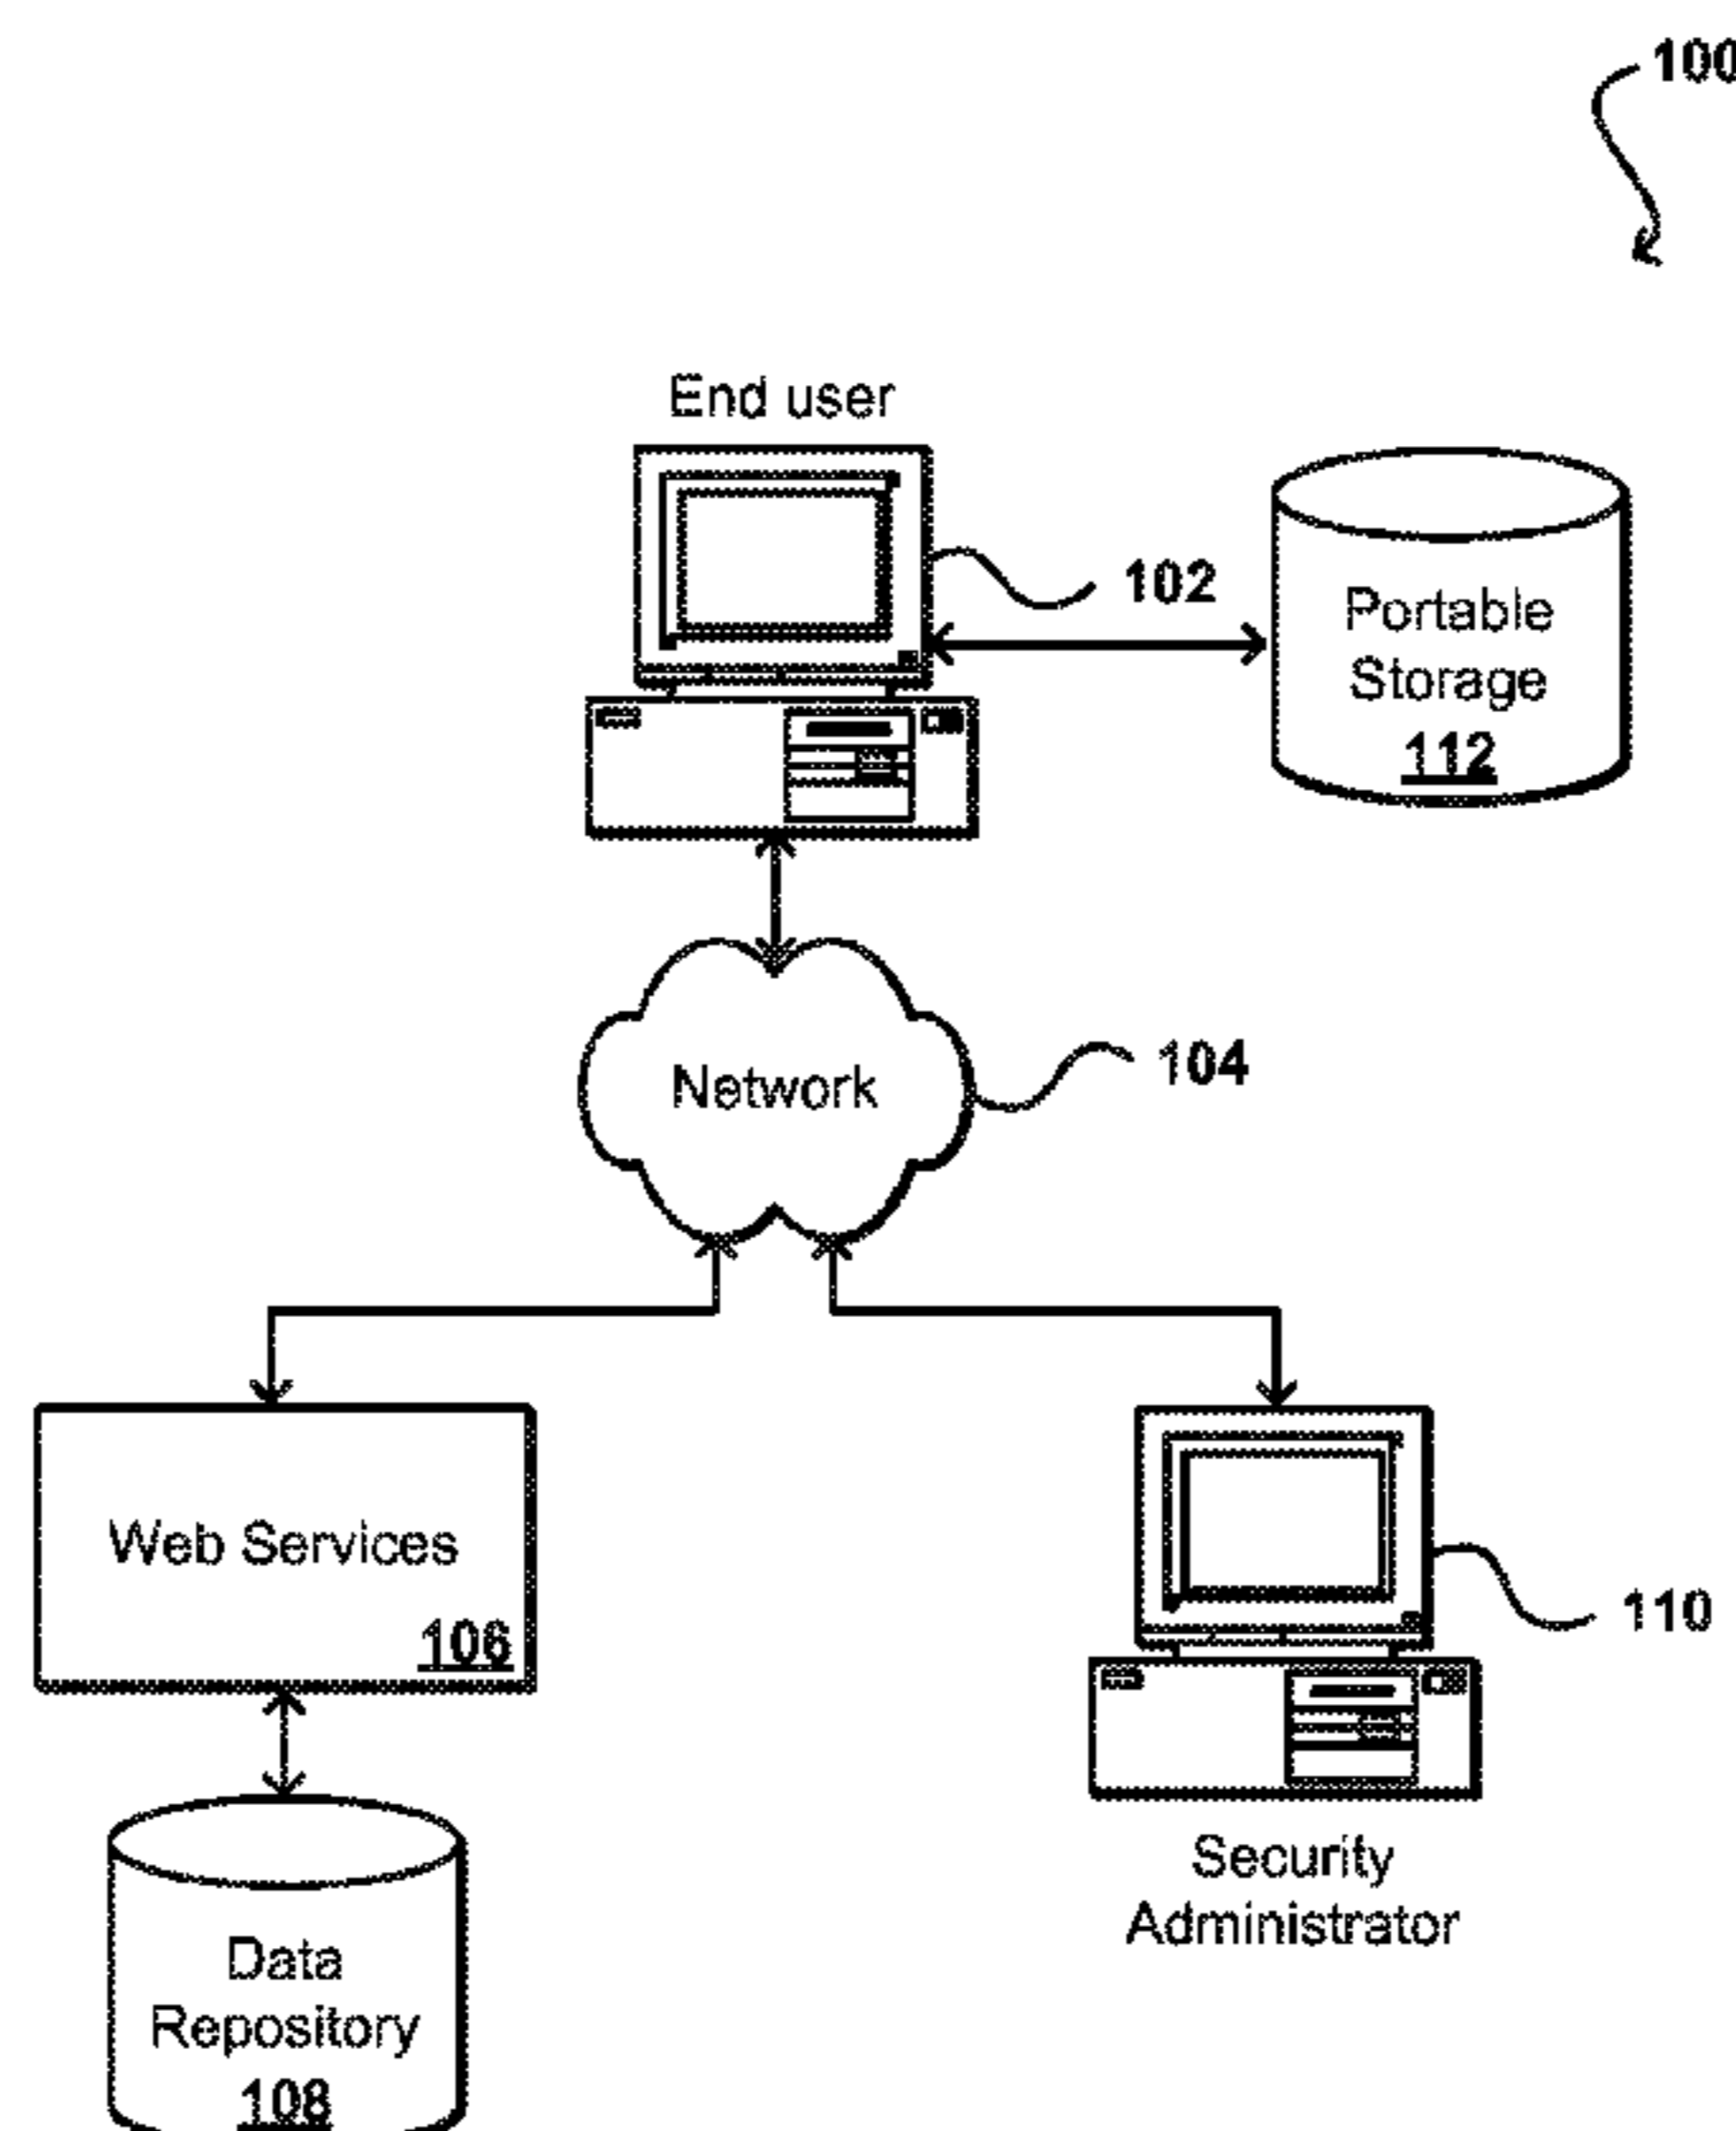 100
End user
102
Portable
Storage
112
Network
104
Web Services
106
110
Security
Administrator
Data
Repository
108